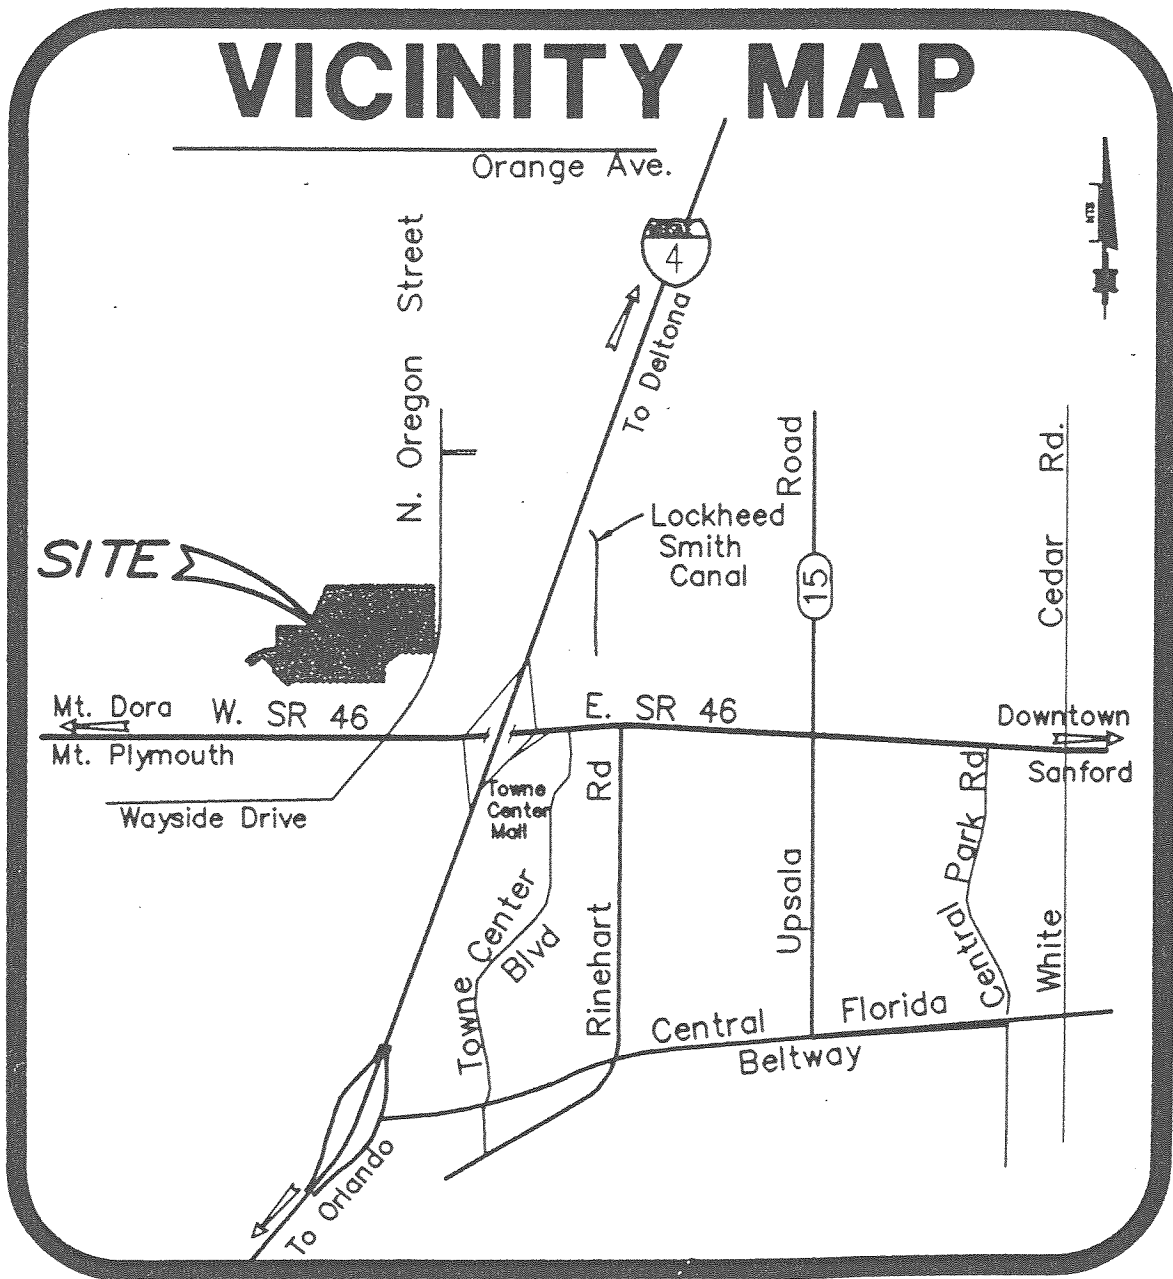 VICINITY MAP
Orange Ave.
NTS
4
N. Oregon Street
To Deltona
Upsala Road
15
White Cedar Rd.
Lockheed
Smith
Canal
SITE
Mt. Dora
W. SR 46
E. SR 46
Downtown
Mt. Plymouth
Sanford
Wayside Drive
Towne
Center
Mall
Rinehart Rd
Central Park Rd
Towne Center
Blvd
Central Florida
Beltway
To Orlando